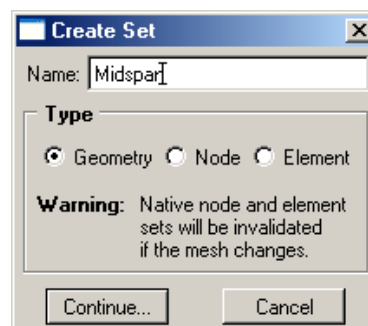 Create Set
Name: Midspar
Type
Geometry Node Element
Warning: Native node and element
sets will be invalidated
if the mesh changes.
Continue... Cancel